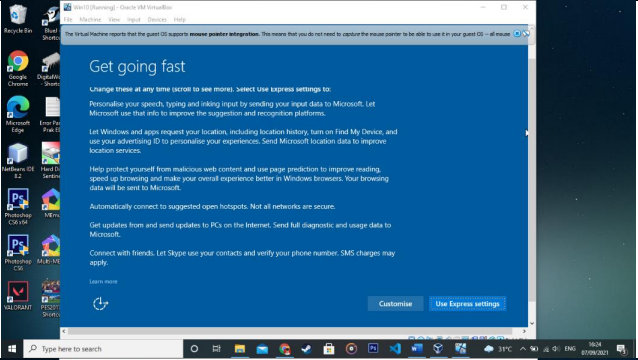 Win10 [Running] - Oracle VM VirtualBox
File Machine View Input Devices Help
The Virtual Machine reports that the guest OS supports mouse pointer integration. This means that you do not need to capture the mouse pointer to be able to use it in your guest OS -- all mouse
Get going fast
Change these at any time (scroll to see more). Select Use Express settings to:
Personalise your speech, typing and inking input by sending your input data to Microsoft. Let
Microsoft use that info to improve the suggestion and recognition platforms.
Let Windows and apps request your location, including location history, turn on Find My Device, and
use your advertising ID to personalise your experiences. Send Microsoft location data to improve
location services.
Help protect yourself from malicious web content and use page prediction to improve reading,
speed up browsing and make your overall experience better in Windows browsers. Your browsing
data will be sent to Microsoft.
Automatically connect to suggested open hotspots. Not all networks are secure.
Get updates from and send updates to PCs on the Internet. Send full diagnostic and usage data to
Microsoft.
Connect with friends. Let Skype use your contacts and verify your phone number. SMS charges may
apply.
Learn more
Customise
Use Express settings
Recycle Bin
Google
Chrome
DigitalWa
- Shortc
Microsoft
Edge
Error Par
Prak E
NetBeans IDE
8.2
Hard Di
Sentine
Photoshop
CS6 x64
MEmu
Photoshop
CS6
Multi-ME
VALORANT
PES201
Shortc
Type here to search
31°C
ENG
16:24
07/09/2021